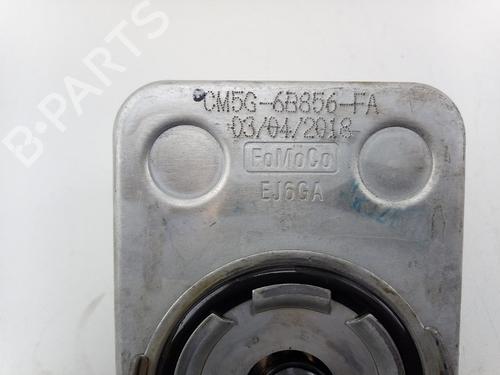 CM5G-6B856-FA
03/04/2018
FoMoCo
EJ6GA
B-PARTS